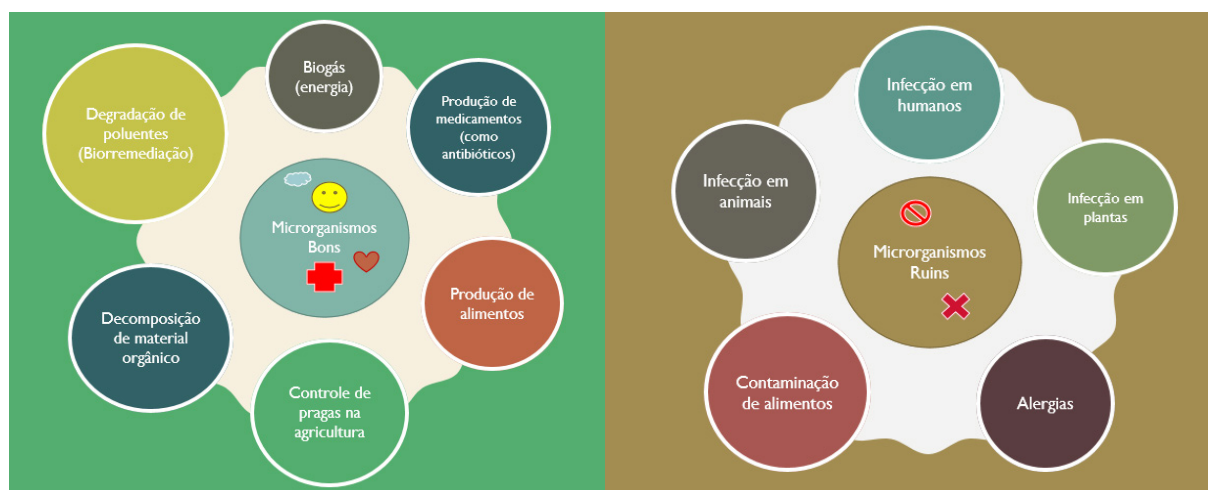 Biogás
(energia)
Produção de
medicamentos
(como
antibióticos)
Degradação de
poluentes
(Biorremediação)
Microrganismos
Bons
Produção de
alimentos
Decomposição
de material
orgânico
Controle de
pragas na
agricultura
Infecção em
humanos
Infecção em
animais
Infecção em
plantas
Microrganismos
Ruins
Contaminação
de alimentos
Alergias